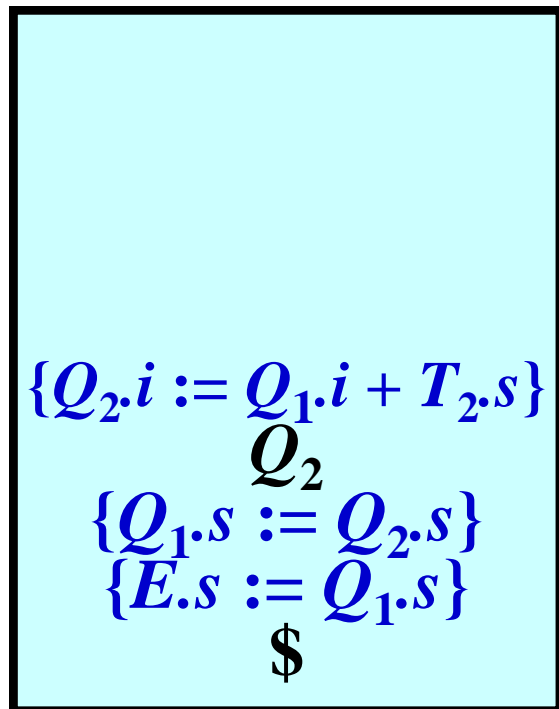 {Q₂.i := Q₁.i + T₂.s}
Q₂
{Q₁.s := Q₂.s}
{E.s := Q₁.s}
$